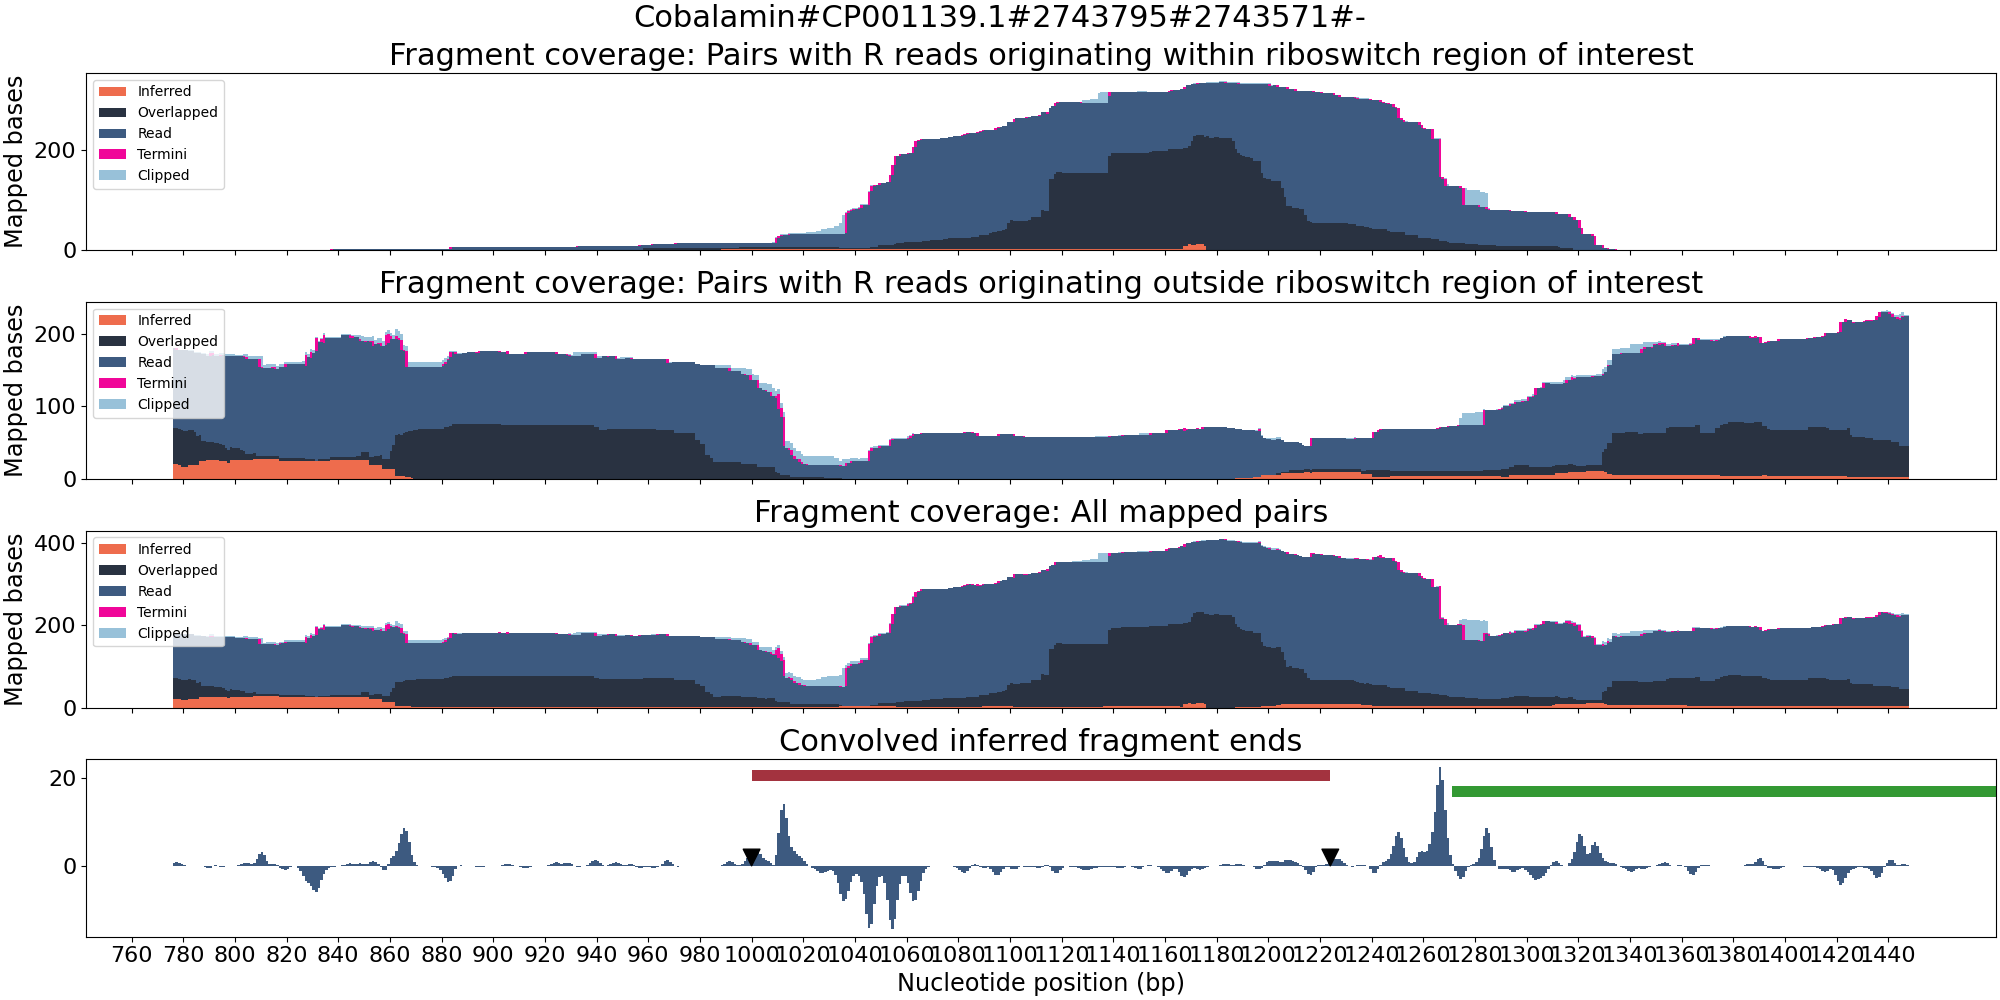 Cobalamin#CP001139.1#2743795#2743571#-
Fragment coverage: Pairs with R reads originating within riboswitch region of interest
Mapped bases
200
0
Inferred
Overlapped
Read
Termini
Clipped
Fragment coverage: Pairs with R reads originating outside riboswitch region of interest
Mapped bases
200
100
0
Inferred
Overlapped
Read
Termini
Clipped
Fragment coverage: All mapped pairs
Mapped bases
400
200
0
Inferred
Overlapped
Read
Termini
Clipped
Convolved inferred fragment ends
20
0
760 780 800 820 840 860 880 900 920 940 960 980 1000 1020 1040 1060 1080 1100 1120 1140 1160 1180 1200 1220 1240 1260 1280 1300 1320 1340 1360 1380 1400 1420 1440
Nucleotide position (bp)